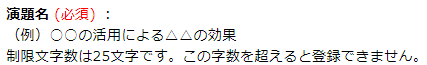 演題名 (必須) ：
（例）○○の活用による△△の効果
制限文字数は25文字です。この字数を超えると登録できません。